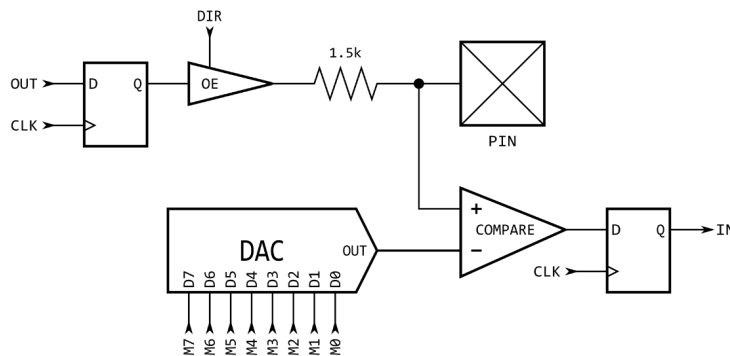 DIR
1.5k
OUT D Q OE
CLK
PIN
+
DAC OUT COMPARE D Q IN
−
CLK
D7 D6 D5 D4 D3 D2 D1 D0
M7 M6 M5 M4 M3 M2 M1 M0